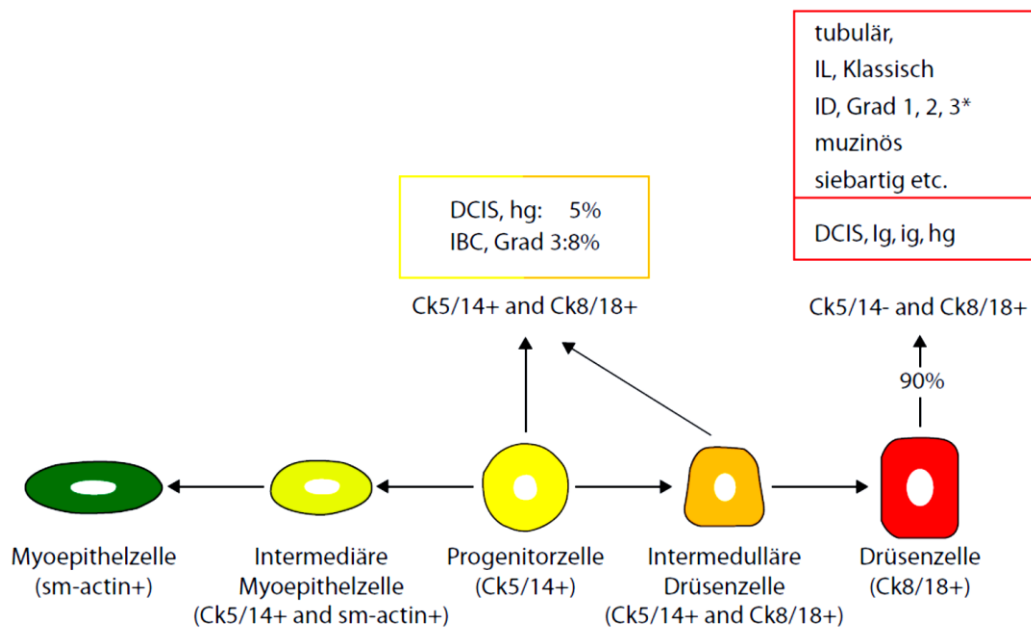 tubulär,
IL, Klassisch
ID, Grad 1, 2, 3*
muzinös
siebartig etc.
DCIS, lg, ig, hg
DCIS, hg: 5%
IBC, Grad 3:8%
Ck5/14+ and Ck8/18+
Ck5/14- and Ck8/18+
90%
Myoepithelzelle
(sm-actin+)
Intermediäre
Myoepithelzelle
(Ck5/14+ and sm-actin+)
Progenitorzelle
(Ck5/14+)
Intermedulläre
Drüsenzelle
(Ck5/14+ and Ck8/18+)
Drüsenzelle
(Ck8/18+)